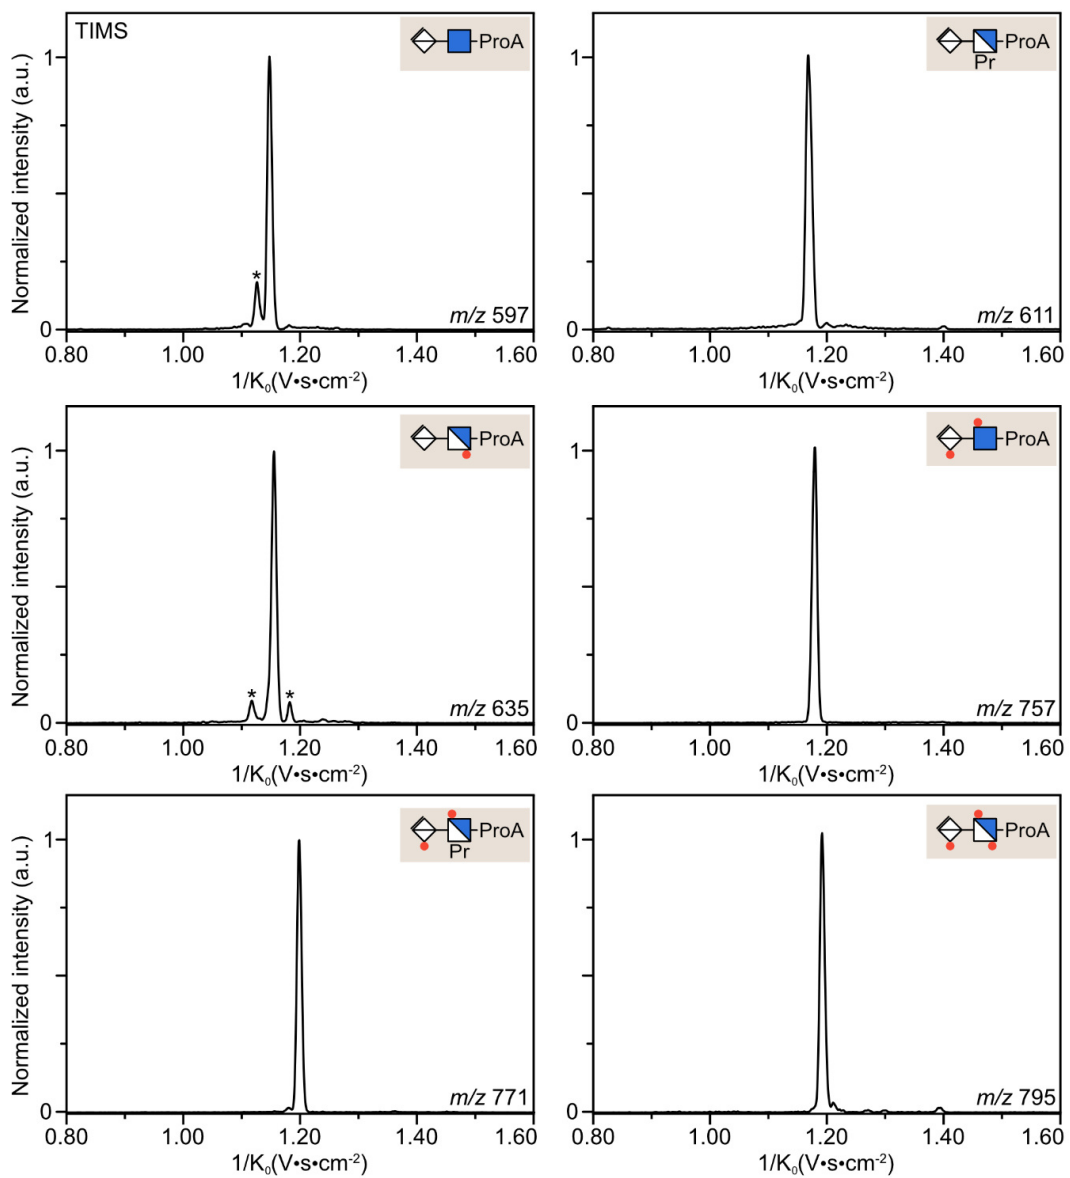 TIMS
ProA
Normalized intensity (a.u.)
1
0
*
m/z 597
0.80 1.00 1.20 1.40 1.60
1/K₀(V•s•cm⁻²)
ProA
Pr
Normalized intensity (a.u.)
1
0
m/z 611
0.80 1.00 1.20 1.40 1.60
1/K₀(V•s•cm⁻²)
ProA
Normalized intensity (a.u.)
1
0
* *
m/z 635
0.80 1.00 1.20 1.40 1.60
1/K₀(V•s•cm⁻²)
ProA
Normalized intensity (a.u.)
1
0
m/z 757
0.80 1.00 1.20 1.40 1.60
1/K₀(V•s•cm⁻²)
ProA
Pr
Normalized intensity (a.u.)
1
0
m/z 771
0.80 1.00 1.20 1.40 1.60
1/K₀(V•s•cm⁻²)
ProA
Normalized intensity (a.u.)
1
0
m/z 795
0.80 1.00 1.20 1.40 1.60
1/K₀(V•s•cm⁻²)